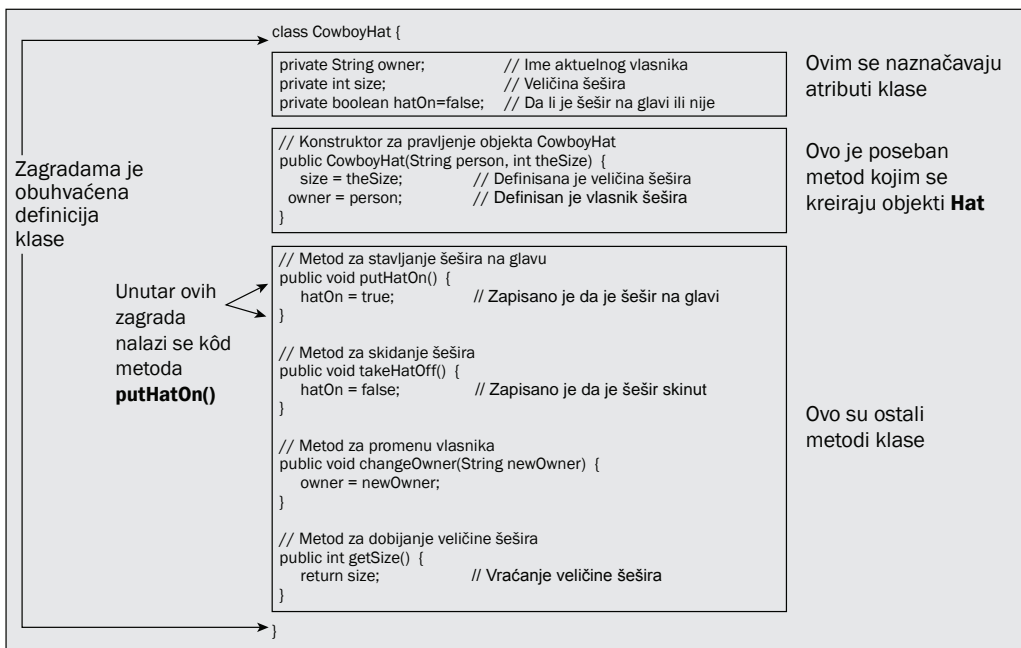 class CowboyHat {
private String owner; // Ime aktuelnog vlasnika
private int size; // Veličina šešira
private boolean hatOn=false; // Da li je šešir na glavi ili nije
Ovim se naznačavaju
atributi klase
// Konstruktor za pravljenje objekta CowboyHat
public CowboyHat(String person, int theSize) {
size = theSize; // Definisana je veličina šešira
owner = person; // Definisan je vlasnik šešira
}
Ovo je poseban
metod kojim se
kreiraju objekti Hat
Zagradama je
obuhvaćena
definicija
klase
// Metod za stavljanje šešira na glavu
public void putHatOn() {
hatOn = true; // Zapisano je da je šešir na glavi
}
Unutar ovih
zagrada
nalazi se kôd
metoda
putHatOn()
// Metod za skidanje šešira
public void takeHatOff() {
hatOn = false; // Zapisano je da je šešir skinut
}
// Metod za promenu vlasnika
public void changeOwner(String newOwner) {
owner = newOwner;
}
// Metod za dobijanje veličine šešira
public int getSize() {
return size; // Vraćanje veličine šešira
}
Ovo su ostali
metodi klase
}